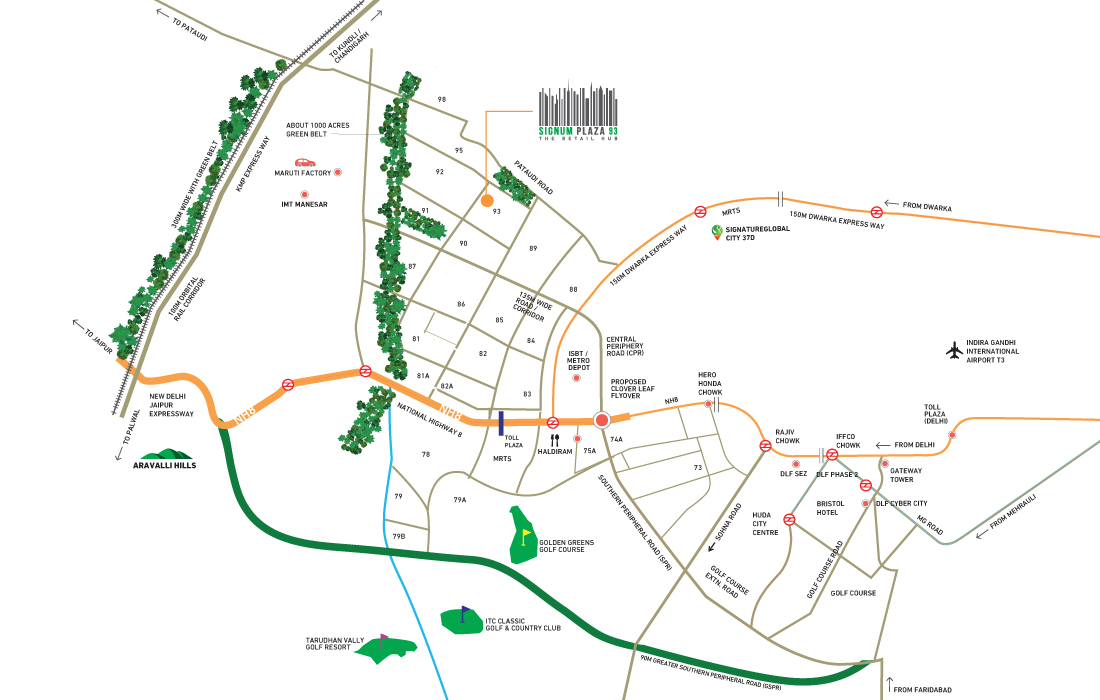 TO PATAUDI
TO KUNDLI /
CHANDIGARH
SIGNUM PLAZA 93
THE RETAIL HUB
98
ABOUT 1000 ACRES
GREEN BELT
95
92
PATAUDI ROAD
MARUTI FACTORY
IMT MANESAR
300M WIDE WITH GREEN BELT
KMP EXPRESS WAY
91
93
90
89
MRTS
150M DWARKA EXPRESS WAY
FROM DWARKA
SIGNATUREGLOBAL
CITY 37D
150M DWARKA EXPRESS WAY
87
88
100M ORBITAL
RAIL CORRIDOR
135M WIDE
ROAD /
CORRIDOR
86
85
84
TO JAIPUR
81
82
CENTRAL
PERIPHERY
ROAD (CPR)
ISBT /
METRO
DEPOT
INDIRA GANDHI
INTERNATIONAL
AIRPORT T3
81A
82A
83
PROPOSED
CLOVER LEAF
FLYOVER
HERO
HONDA
CHOWK
NH8
NEW DELHI
JAIPUR
EXPRESSWAY
NH8
NH8
NATIONAL HIGHWAY 8
TO PALWAL
TOLL
PLAZA
HALDIRAM
74A
75A
TOLL
PLAZA
(DELHI)
RAJIV
CHOWK
IFFCO
CHOWK
FROM DELHI
ARAVALLI HILLS
78
MRTS
73
DLF SEZ
DLF PHASE 2
GATEWAY
TOWER
79
79A
79B
SOUTHERN PERIPHERAL ROAD (SPR)
SOHNA ROAD
HUDA
CITY
CENTRE
BRISTOL
HOTEL
DLF CYBER CITY
MG ROAD
FROM MEHRAULI
GOLDEN GREENS
GOLF COURSE
GOLF COURSE
EXTN. ROAD
GOLF COURSE ROAD
GOLF COURSE
ITC CLASSIC
GOLF & COUNTRY CLUB
TARUDHAN VALLY
GOLF RESORT
90M GREATER SOUTHERN PERIPHERAL ROAD (GSPR)
FROM FARIDABAD